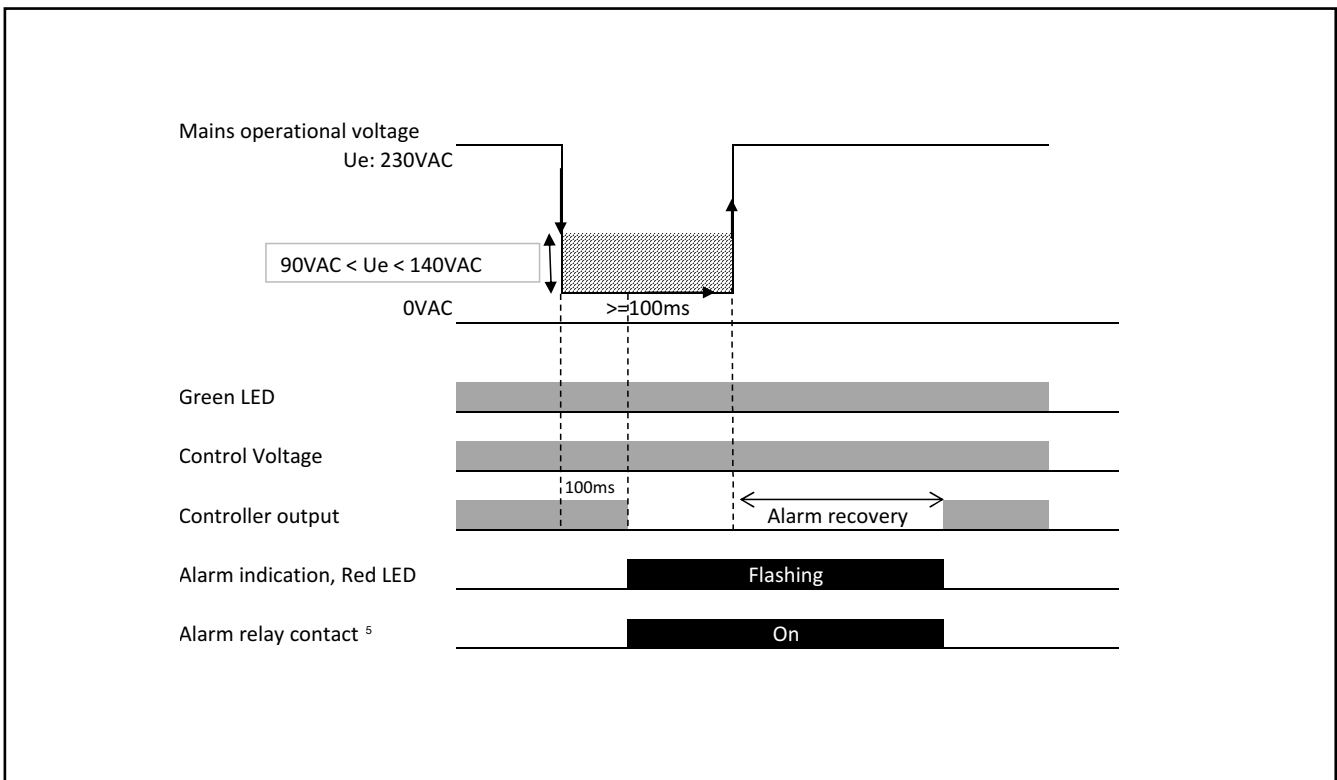 Mains operational voltage
Ue: 230VAC
90VAC < Ue < 140VAC
0VAC
>=100ms
Green LED
Control Voltage
100ms
Controller output
Alarm recovery
Alarm indication, Red LED
Flashing
Alarm relay contact ⁵
On